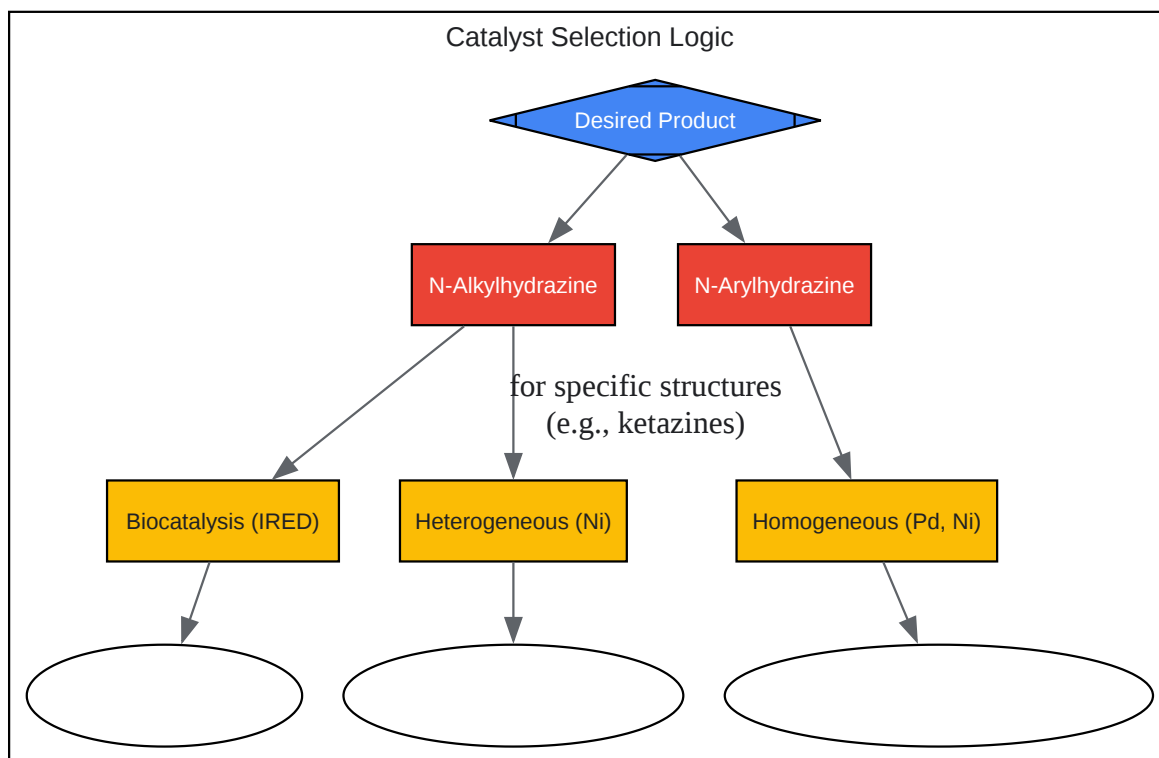 Catalyst Selection Logic
Desired Product
N-Alkylhydrazine
N-Arylhydrazine
for specific structures
(e.g., ketazines)
Biocatalysis (IRED)
Heterogeneous (Ni)
Homogeneous (Pd, Ni)